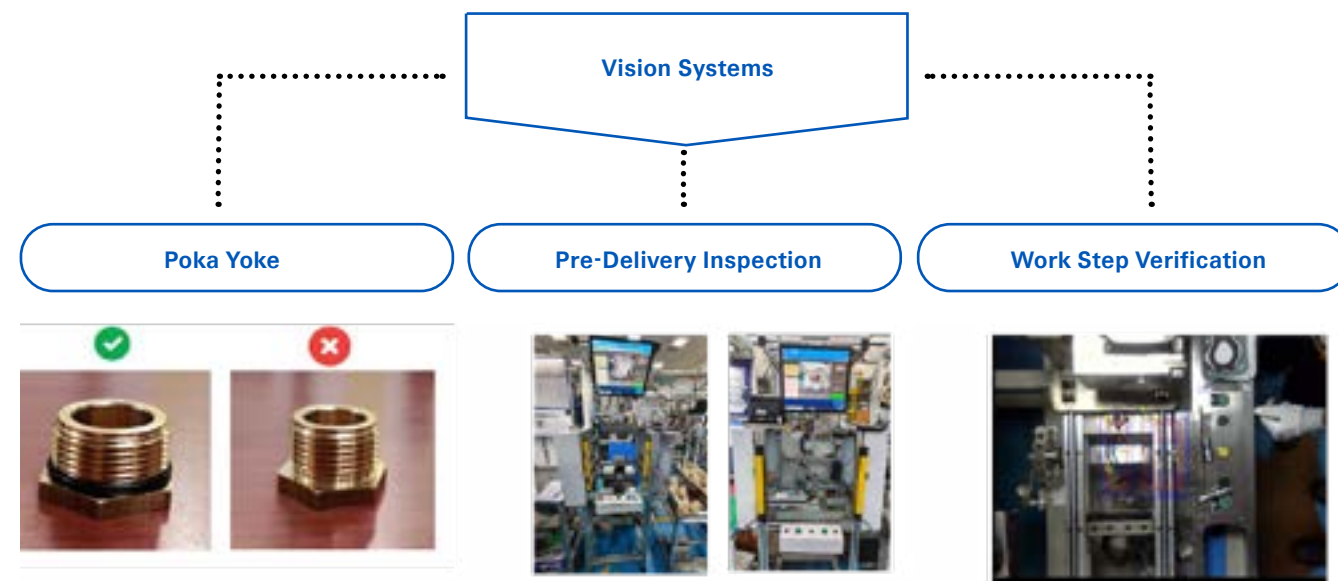 Vision Systems
Poka Yoke
Pre-Delivery Inspection
Work Step Verification